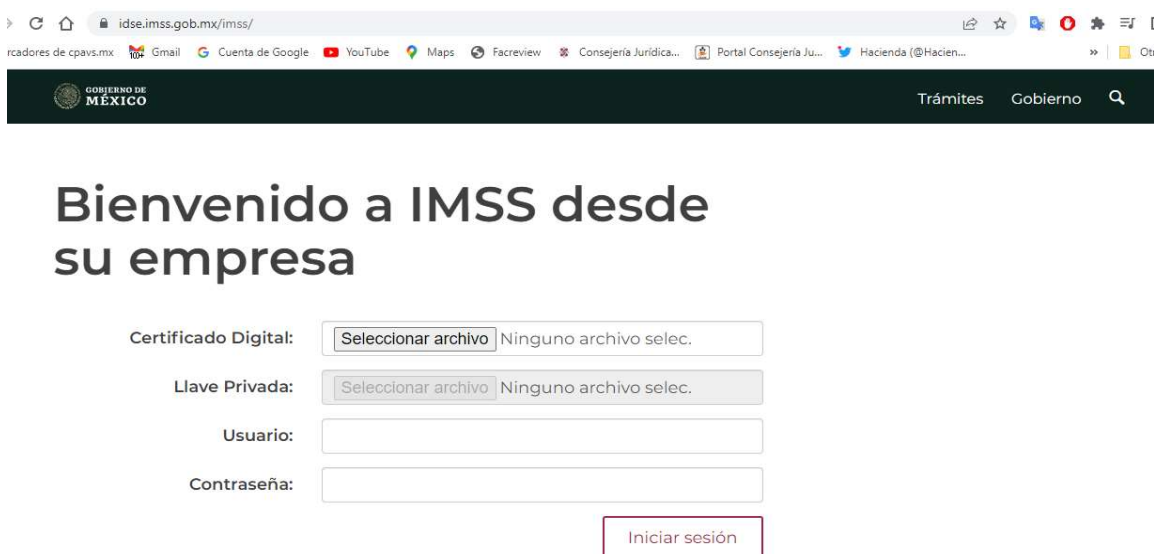 idse.imss.gob.mx/imss/
rcadores de cpavs.mx Gmail Cuenta de Google YouTube Maps Facreview Consejería Jurídica... Portal Consejería Ju... Hacienda (@Hacien... » Otr
GOBIERNO DE
MÉXICO
Trámites Gobierno
Bienvenido a IMSS desde
su empresa
Certificado Digital: Seleccionar archivo Ninguno archivo selec.
Llave Privada: Seleccionar archivo Ninguno archivo selec.
Usuario:
Contraseña:
Iniciar sesión